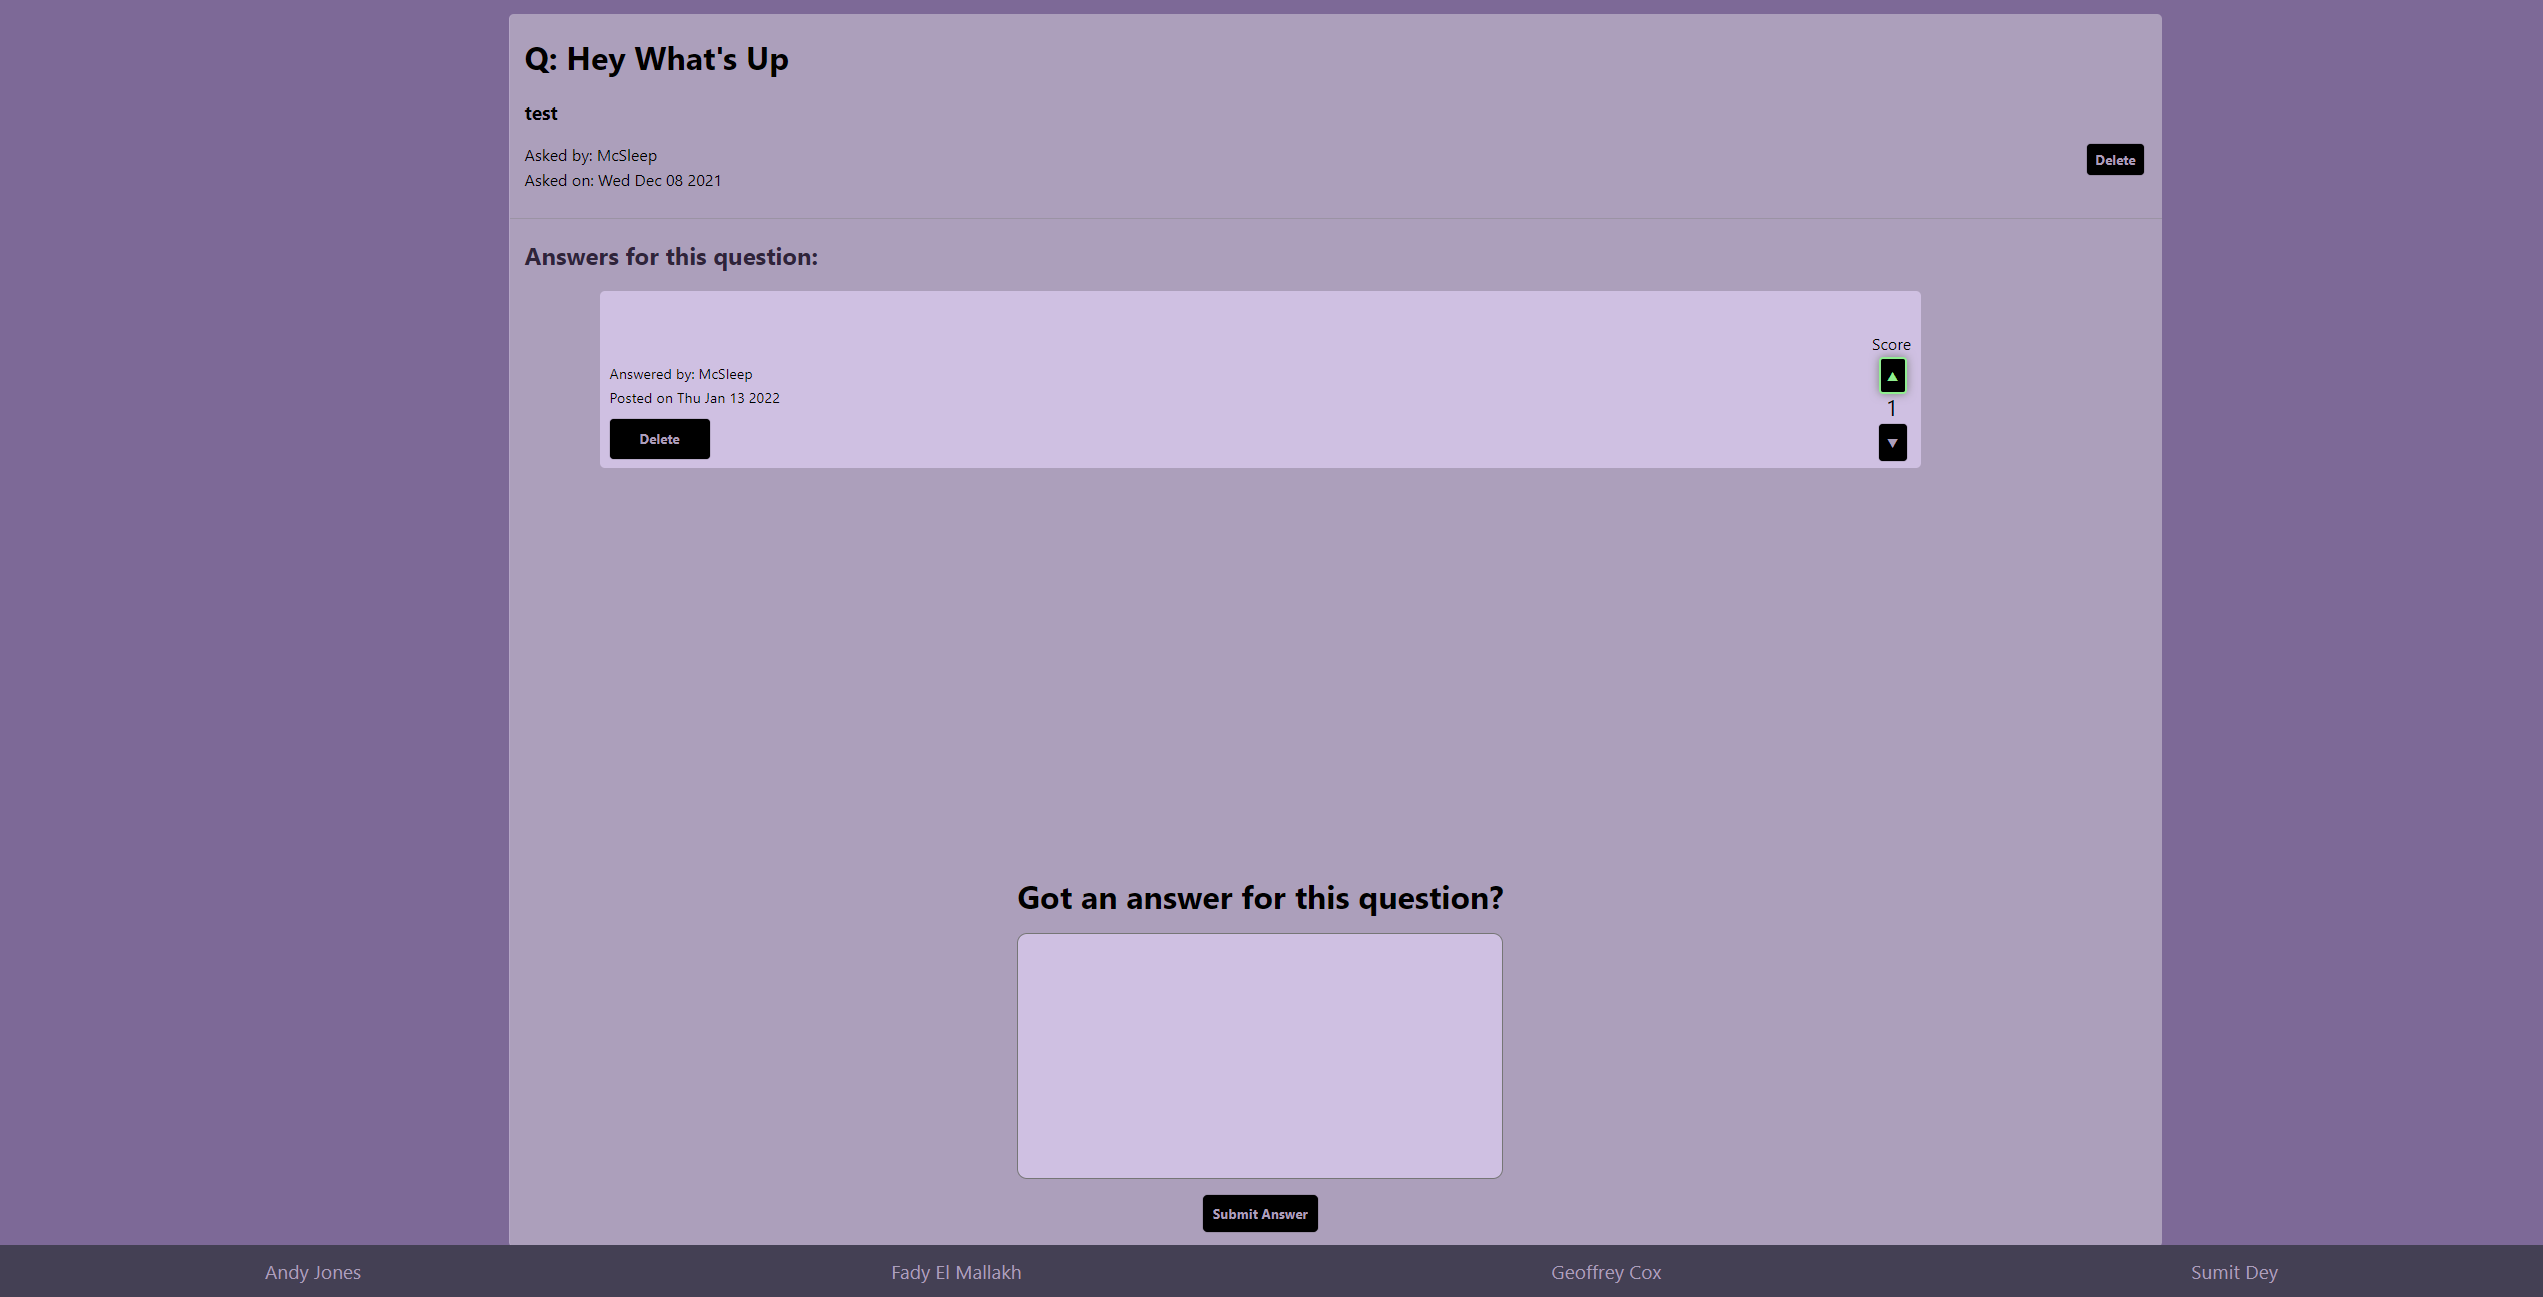 Q: Hey What's Up
test
Asked by: McSleep
Asked on: Wed Dec 08 2021
Delete
Answers for this question:
Score
▲
1
▼
Answered by: McSleep
Posted on Thu Jan 13 2022
Delete
Got an answer for this question?
Submit Answer
Andy Jones
Fady El Mallakh
Geoffrey Cox
Sumit Dey